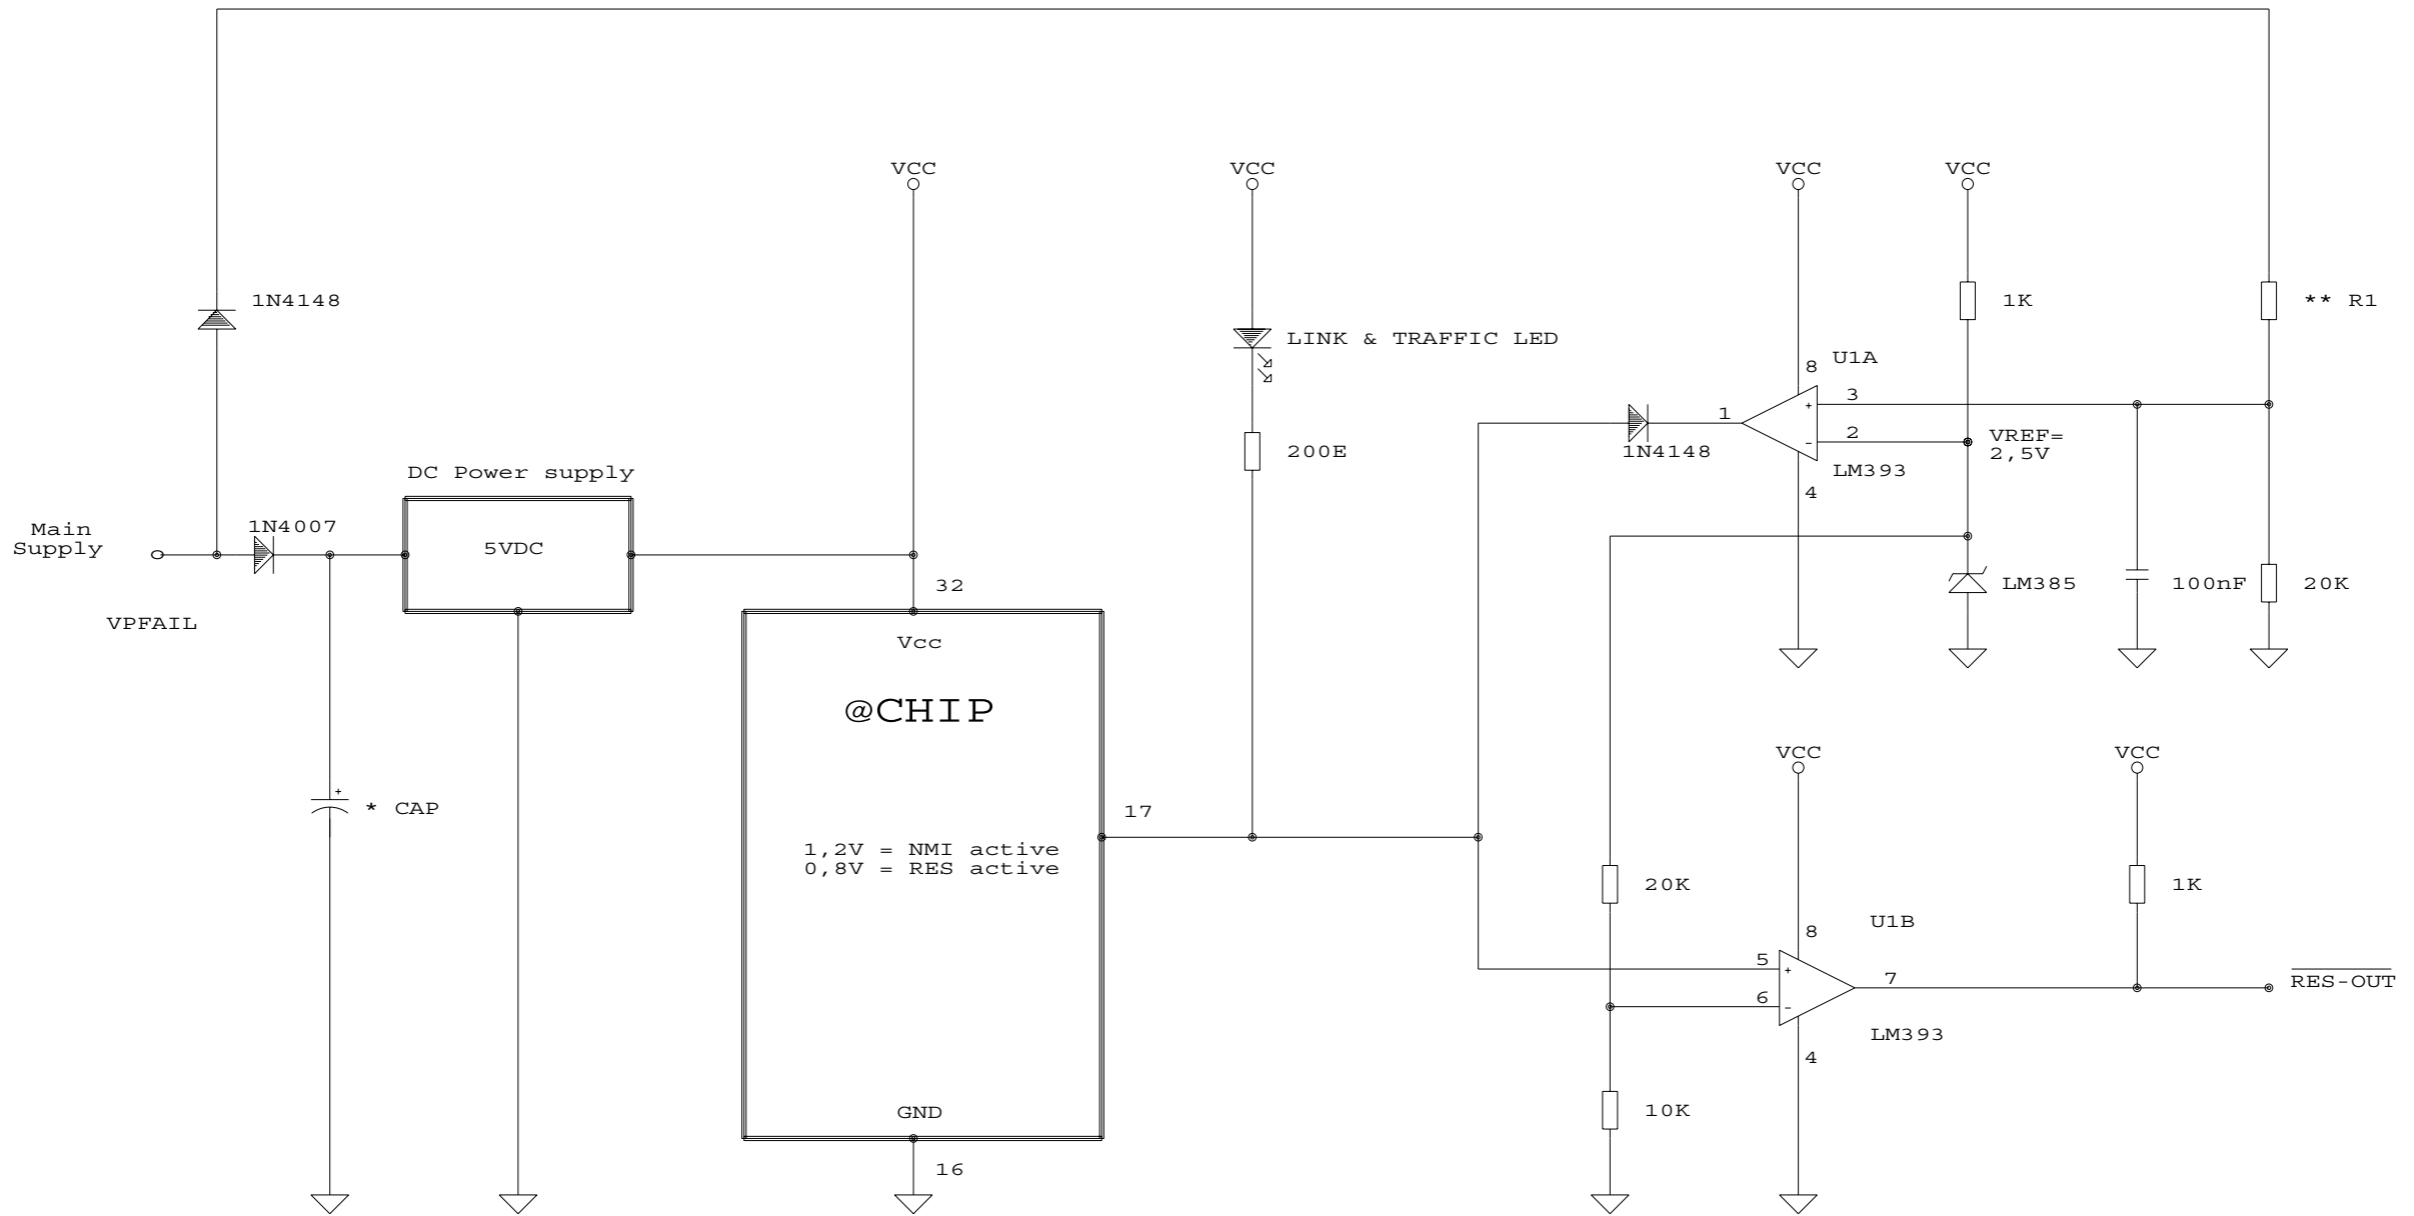 VCC
VCC
VCC
VCC
1N4148
1K
** R1
LINK & TRAFFIC LED
U1A
8
3
+
1
2
-
1N4148
VREF=
2,5V
LM393
4
200E
DC Power supply
Main
Supply
1N4007
5VDC
32
LM385
100nF
20K
VPFAIL
Vcc
@CHIP
VCC
VCC
+
* CAP
17
1,2V = NMI active
0,8V = RES active
20K
1K
U1B
8
5
+
6
-
7
RES-OUT
LM393
4
GND
10K
16